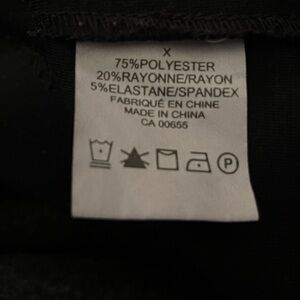 X
75%POLYESTER
20%RAYONNE/RAYON
5%ELASTANE/SPANDEX
FABRIQUÉ EN CHINE
MADE IN CHINA
CA 00655
P